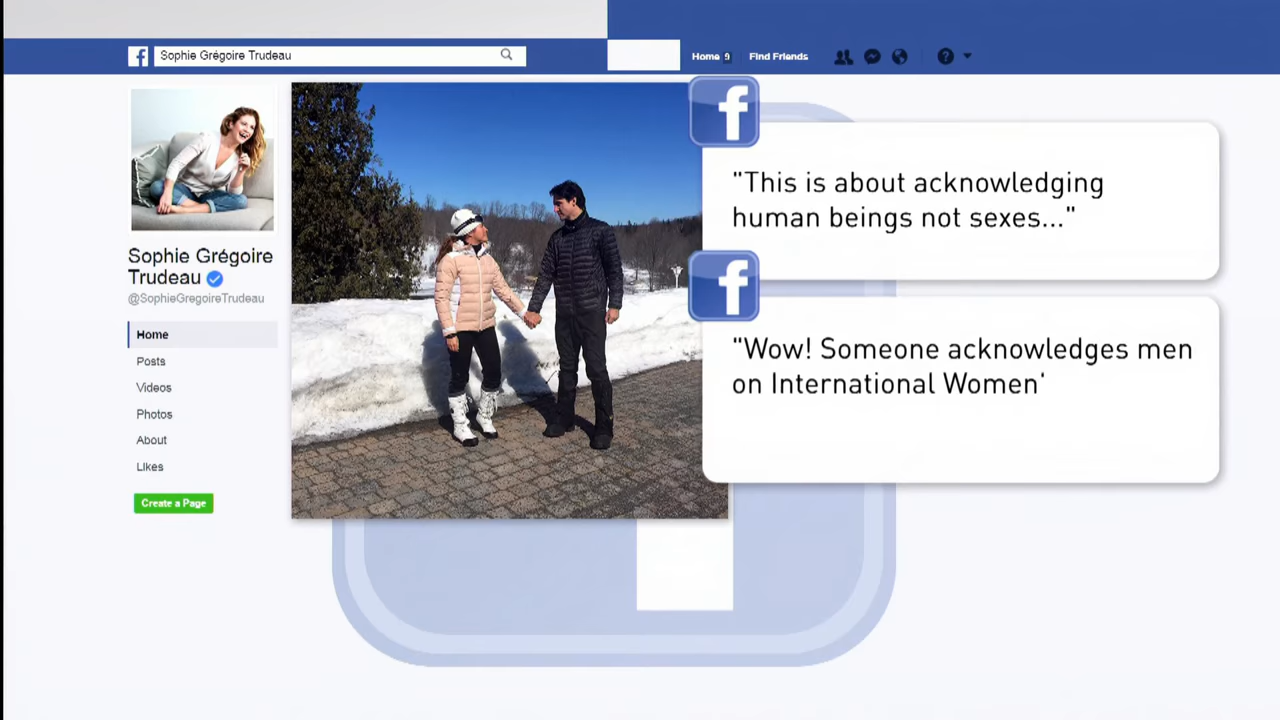 Sophie Grégoire Trudeau
Home 9
Find Friends
Sophie Grégoire
Trudeau
@SophieGregoireTrudeau
Home
Posts
Videos
Photos
About
Likes
Create a Page
"This is about acknowledging
human beings not sexes..."
"Wow! Someone acknowledges men
on International Women'